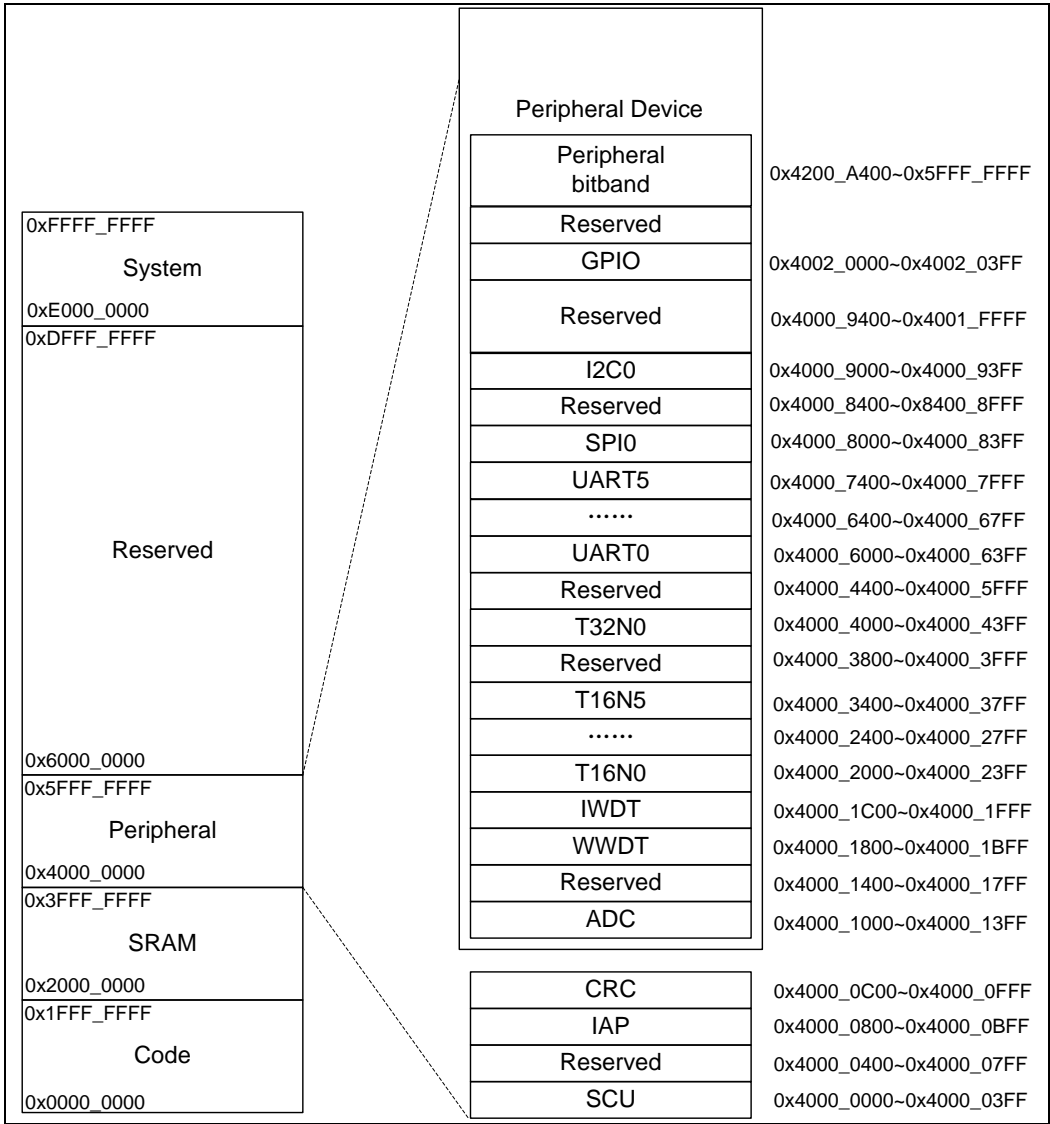 0xFFFF_FFFF
System
0xE000_0000
0xDFFF_FFFF
Reserved
0x6000_0000
0x5FFF_FFFF
Peripheral
0x4000_0000
0x3FFF_FFFF
SRAM
0x2000_0000
0x1FFF_FFFF
Code
0x0000_0000
Peripheral Device
Peripheral
bitband
0x4200_A400~0x5FFF_FFFF
Reserved
GPIO 0x4002_0000~0x4002_03FF
Reserved 0x4000_9400~0x4001_FFFF
I2C0 0x4000_9000~0x4000_93FF
Reserved 0x4000_8400~0x8400_8FFF
SPI0 0x4000_8000~0x4000_83FF
UART5 0x4000_7400~0x4000_7FFF
…… 0x4000_6400~0x4000_67FF
UART0 0x4000_6000~0x4000_63FF
Reserved 0x4000_4400~0x4000_5FFF
T32N0 0x4000_4000~0x4000_43FF
Reserved 0x4000_3800~0x4000_3FFF
T16N5 0x4000_3400~0x4000_37FF
…… 0x4000_2400~0x4000_27FF
T16N0 0x4000_2000~0x4000_23FF
IWDT 0x4000_1C00~0x4000_1FFF
WWDT 0x4000_1800~0x4000_1BFF
Reserved 0x4000_1400~0x4000_17FF
ADC 0x4000_1000~0x4000_13FF
CRC 0x4000_0C00~0x4000_0FFF
IAP 0x4000_0800~0x4000_0BFF
Reserved 0x4000_0400~0x4000_07FF
SCU 0x4000_0000~0x4000_03FF